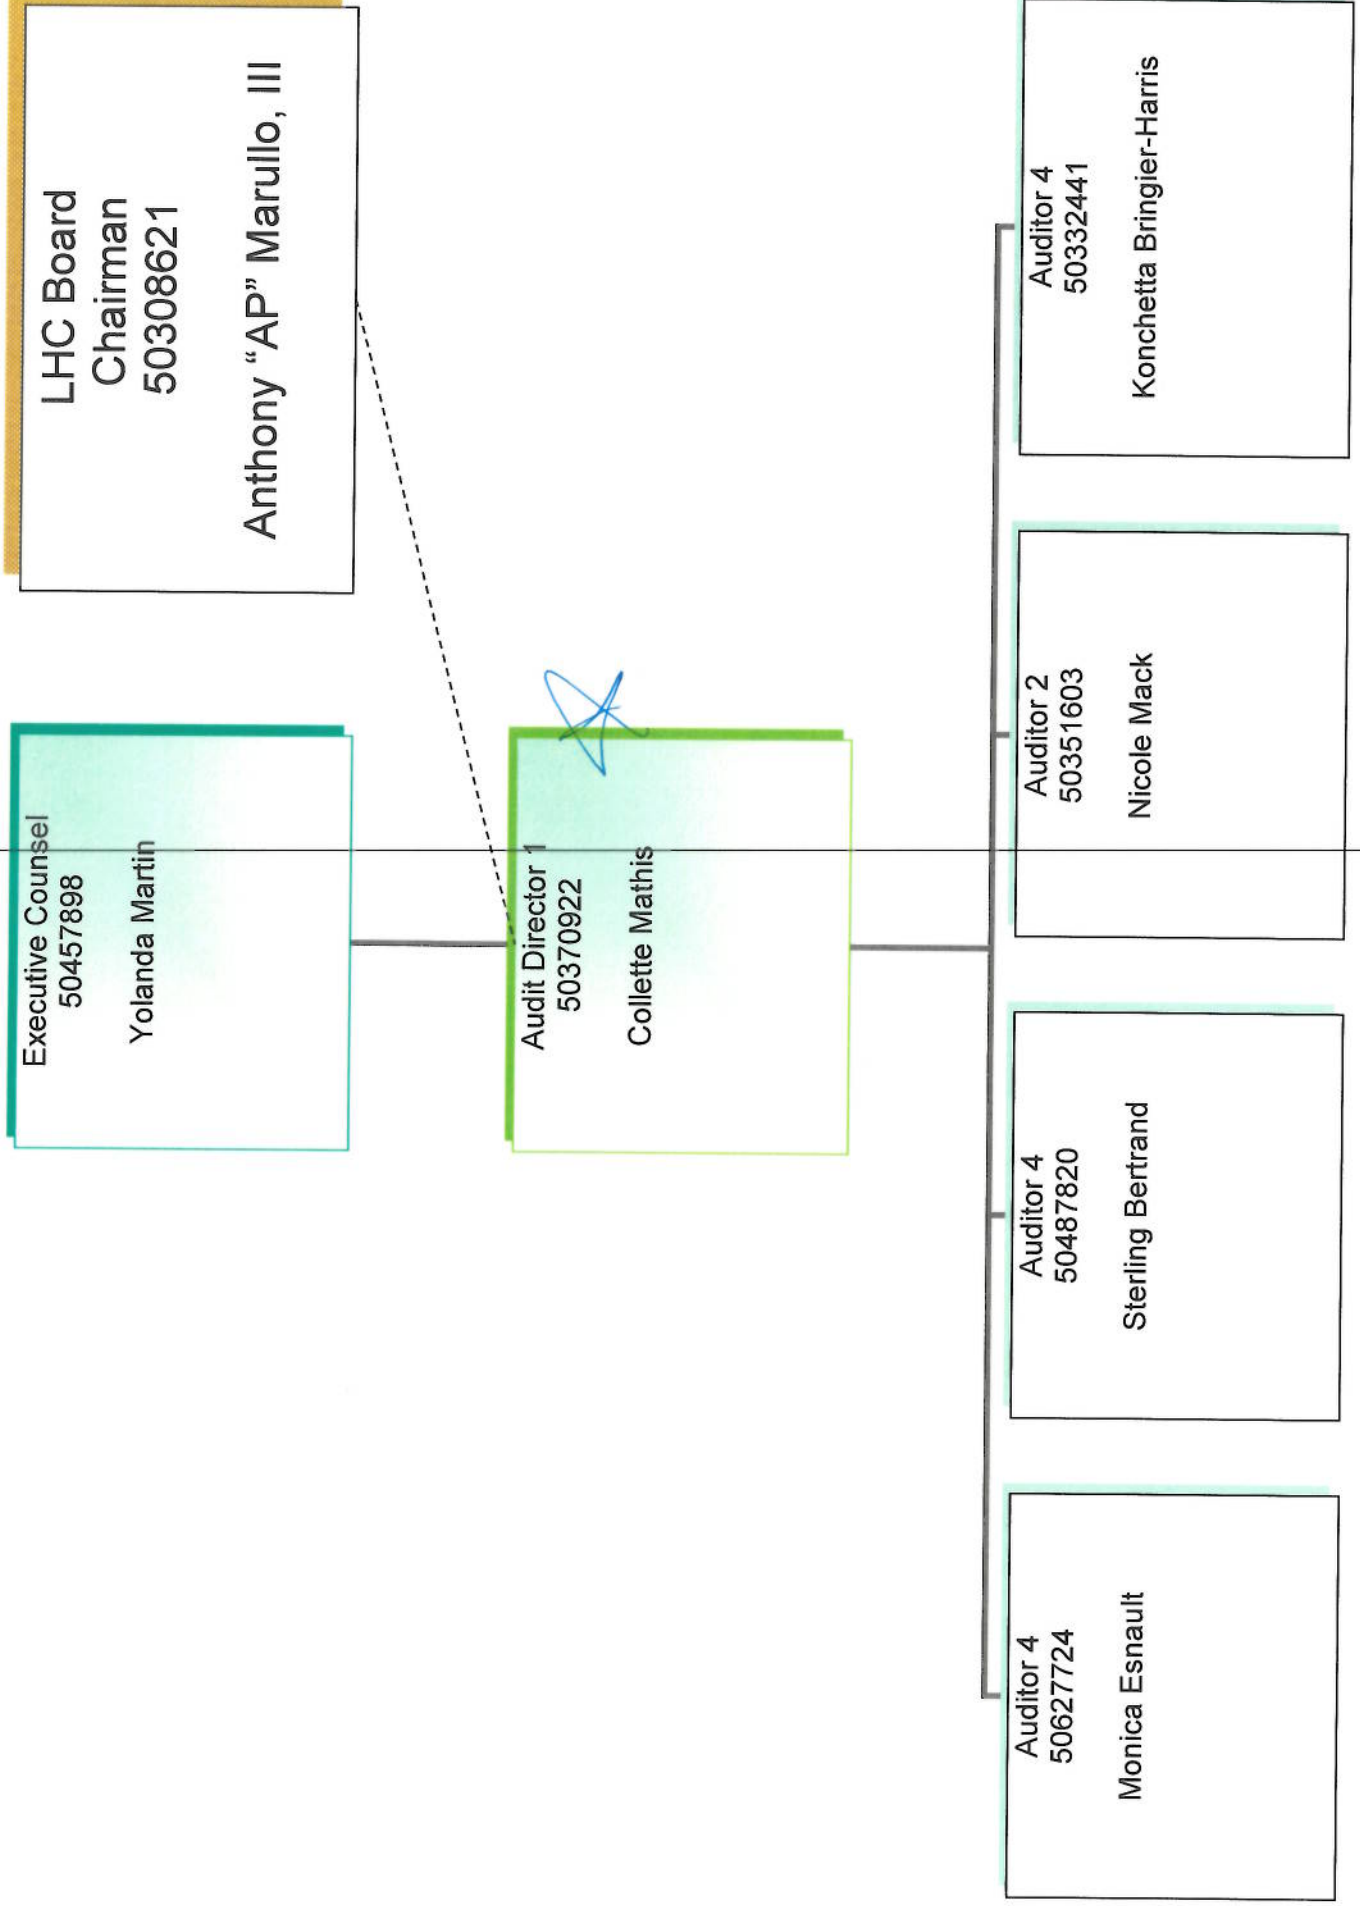 LHC Board
Chairman
50308621
Anthony “AP” Marullo, III
Executive Counsel
50457898
Yolanda Martin
Audit Director 1
50370922
Collette Mathis
Auditor 4
50627724
Monica Esnault
Auditor 4
50487820
Sterling Bertrand
Auditor 2
50351603
Nicole Mack
Auditor 4
50332441
Konchetta Bringier-Harris